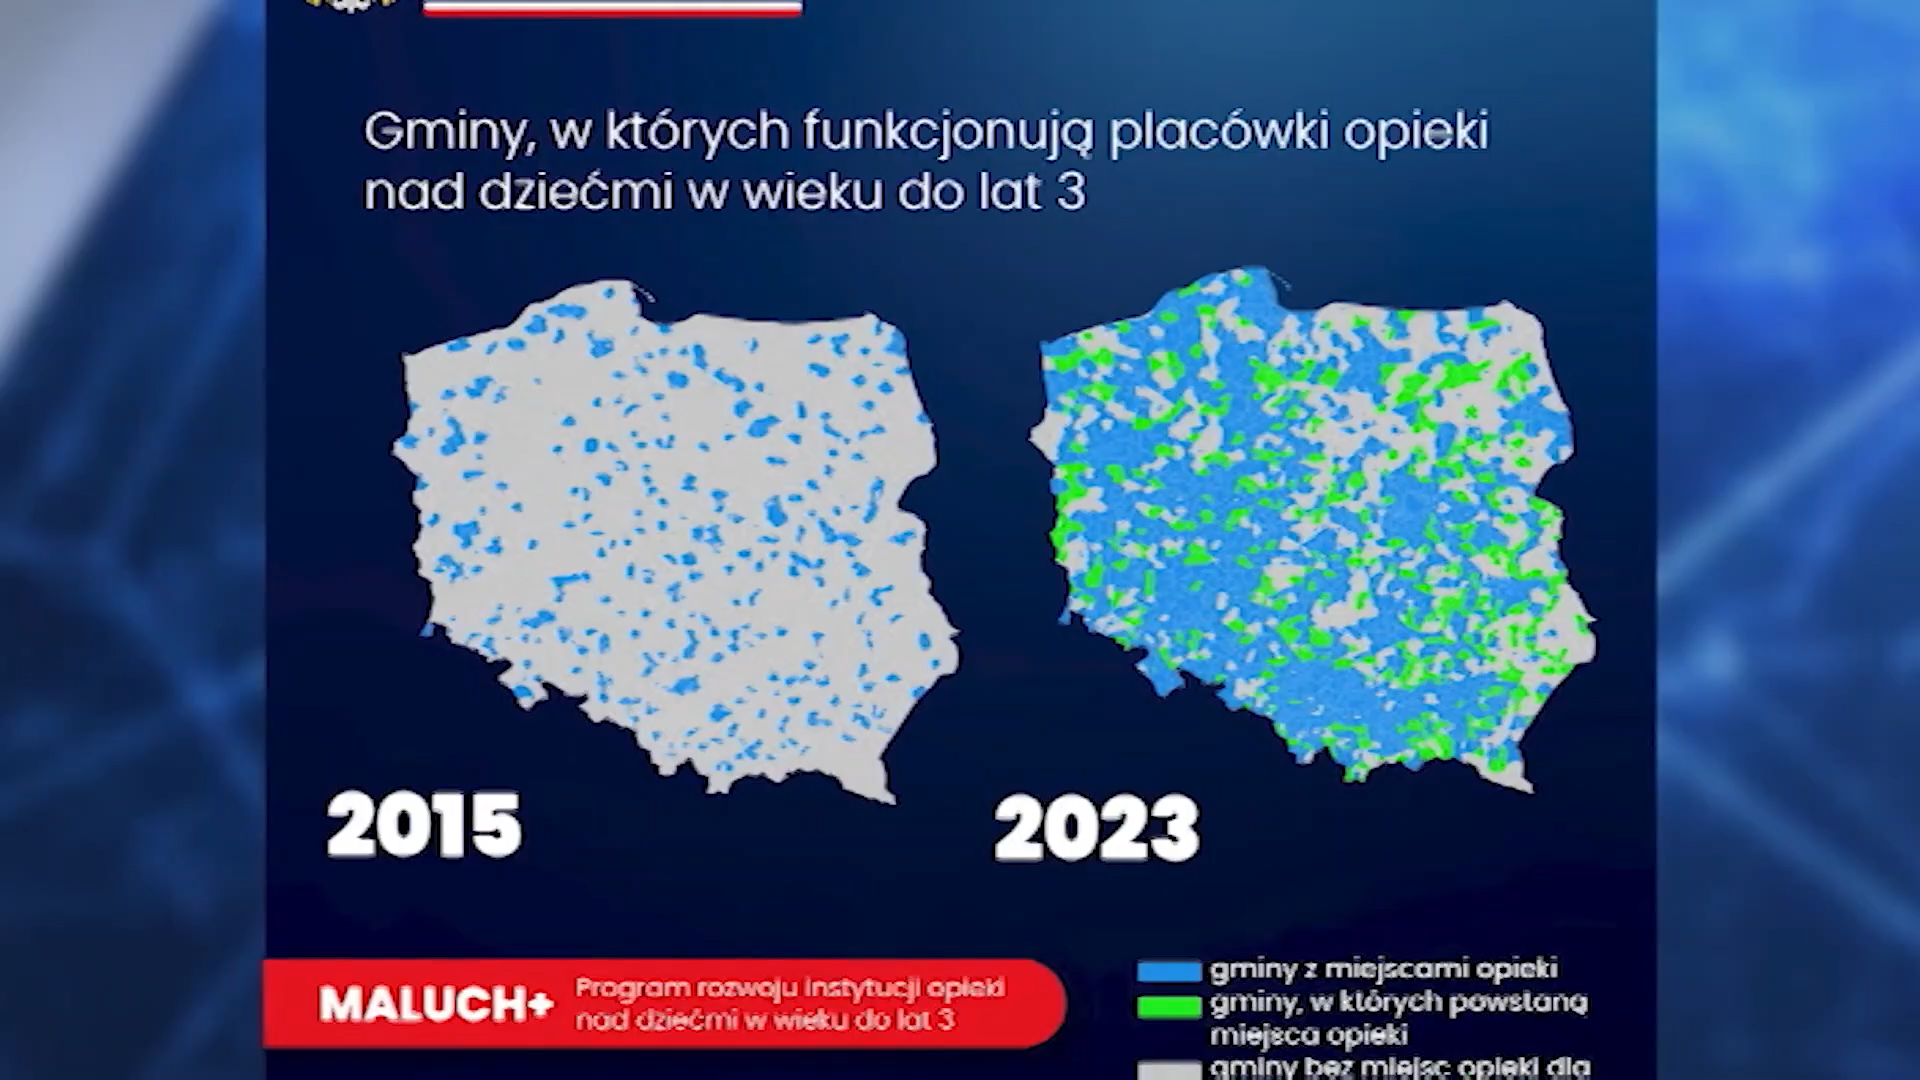 Gminy, w których funkcjonują placówki opieki
nad dziećmi w wieku do lat 3
2015
2023
MALUCH+
Program rozwoju instytucji opieki
nad dziećmi w wieku do lat 3
gminy z miejscami opieki
gminy, w których powstaną
miejsca opieki
gminy bez miejsc opieki dla